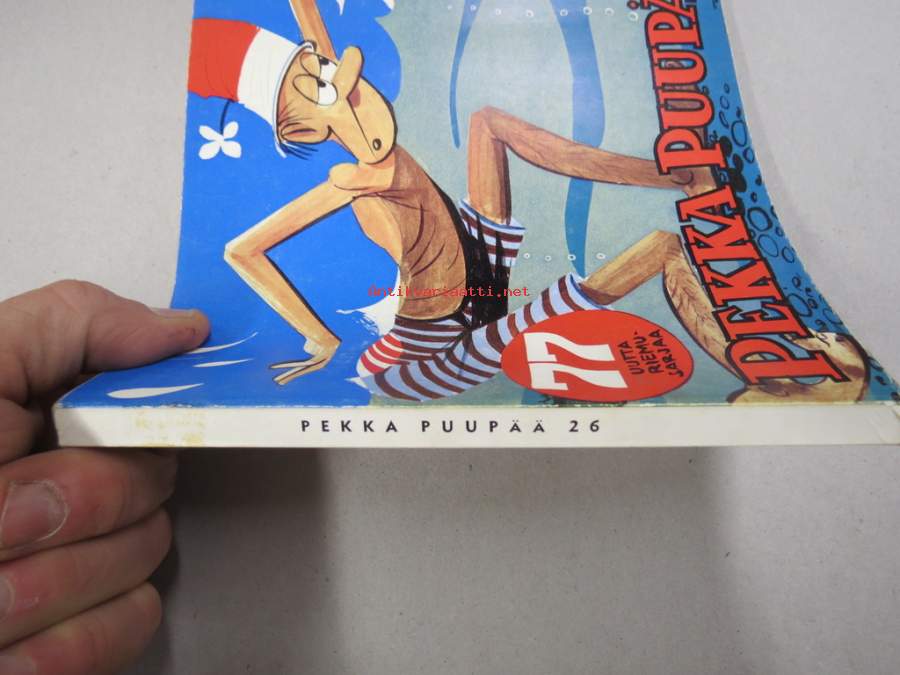 PEKKA PUUPÄ
77
UUTTA
RIEMU-
SARJAA
antikvariaatti.net
PEKKA PUUPÄÄ 26